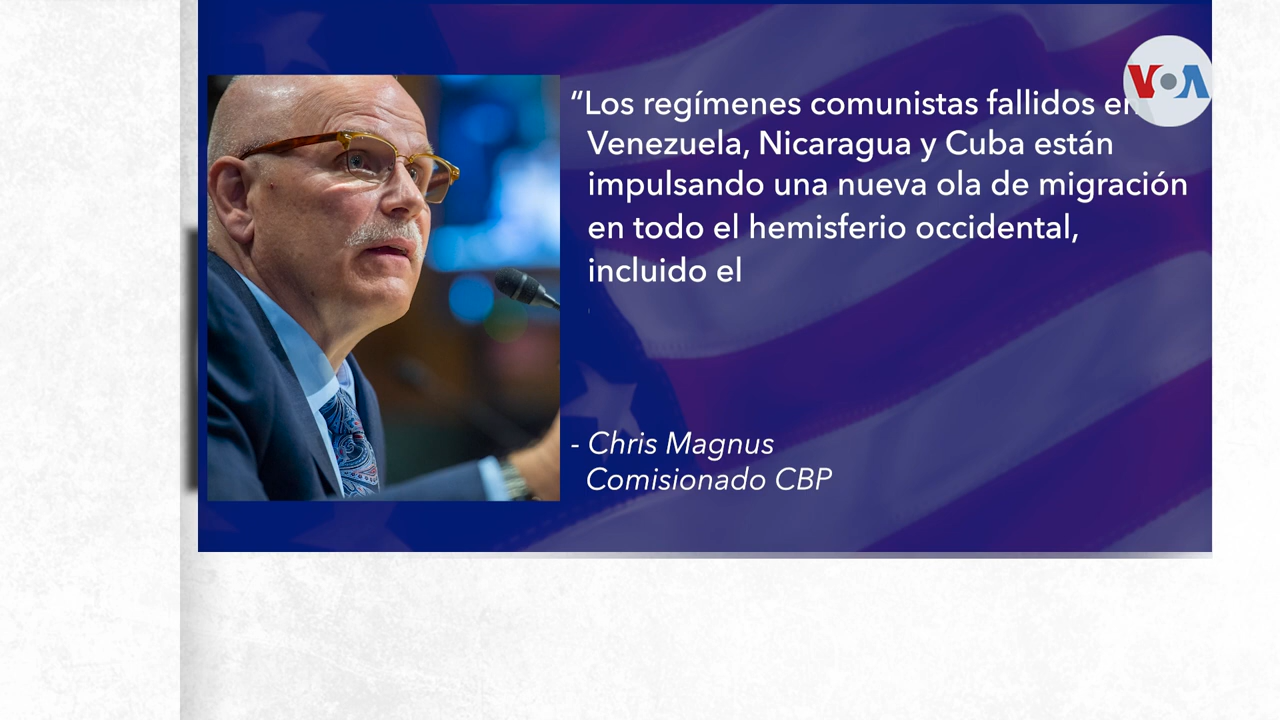 VOA
“Los regímenes comunistas fallidos en
Venezuela, Nicaragua y Cuba están
impulsando una nueva ola de migración
en todo el hemisferio occidental,
incluido el
- Chris Magnus
Comisionado CBP